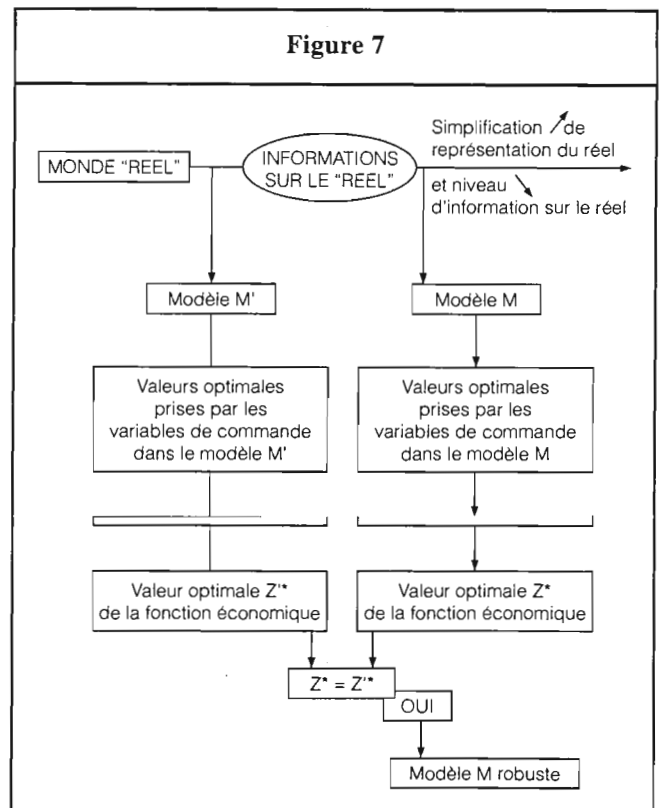 Figure 7
MONDE "REEL"
INFORMATIONS
SUR LE "REEL"
Simplification ↗ de
représentation du réel
et niveau ↘
d'information sur le réel
Modèle M'
Modèle M
Valeurs optimales
prises par les
variables de commande
dans le modèle M'
Valeurs optimales
prises par les
variables de commande
dans le modèle M
Valeur optimale Z'*
de la fonction économique
Valeur optimale Z*
de la fonction économique
Z* = Z'*
OUI
Modèle M robuste